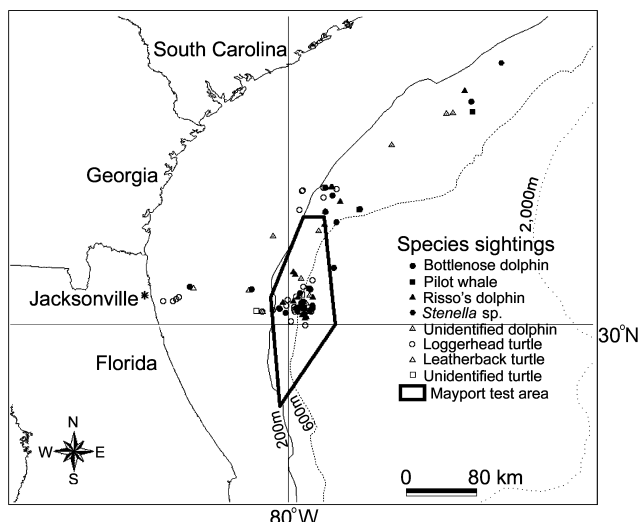 South Carolina
Georgia
Jacksonville
Florida
2,000m
Species sightings
Bottlenose dolphin
Pilot whale
Risso's dolphin
Stenella sp.
Unidentified dolphin
Loggerhead turtle
Leatherback turtle
Unidentified turtle
Mayport test area
30°N
200m
600m
N
W E
S
0 80 km
80°W